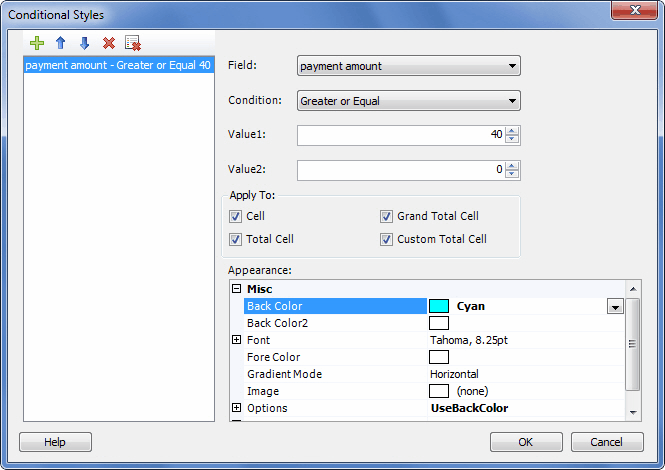 Conditional Styles
payment amount - Greater or Equal 40
Field: payment amount
Condition: Greater or Equal
Value1: 40
Value2: 0
Apply To:
Cell Grand Total Cell
Total Cell Custom Total Cell
Appearance:
Misc
Back Color Cyan
Back Color2
Font Tahoma, 8.25pt
Fore Color
Gradient Mode Horizontal
Image (none)
Options UseBackColor
Help OK Cancel